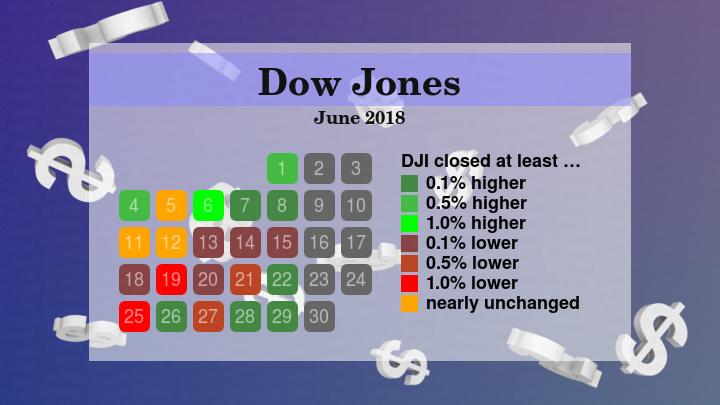 Dow Jones
June 2018
1 2 3
4 5 6 7 8 9 10
11 12 13 14 15 16 17
18 19 20 21 22 23 24
25 26 27 28 29 30
DJI closed at least …
0.1% higher
0.5% higher
1.0% higher
0.1% lower
0.5% lower
1.0% lower
nearly unchanged